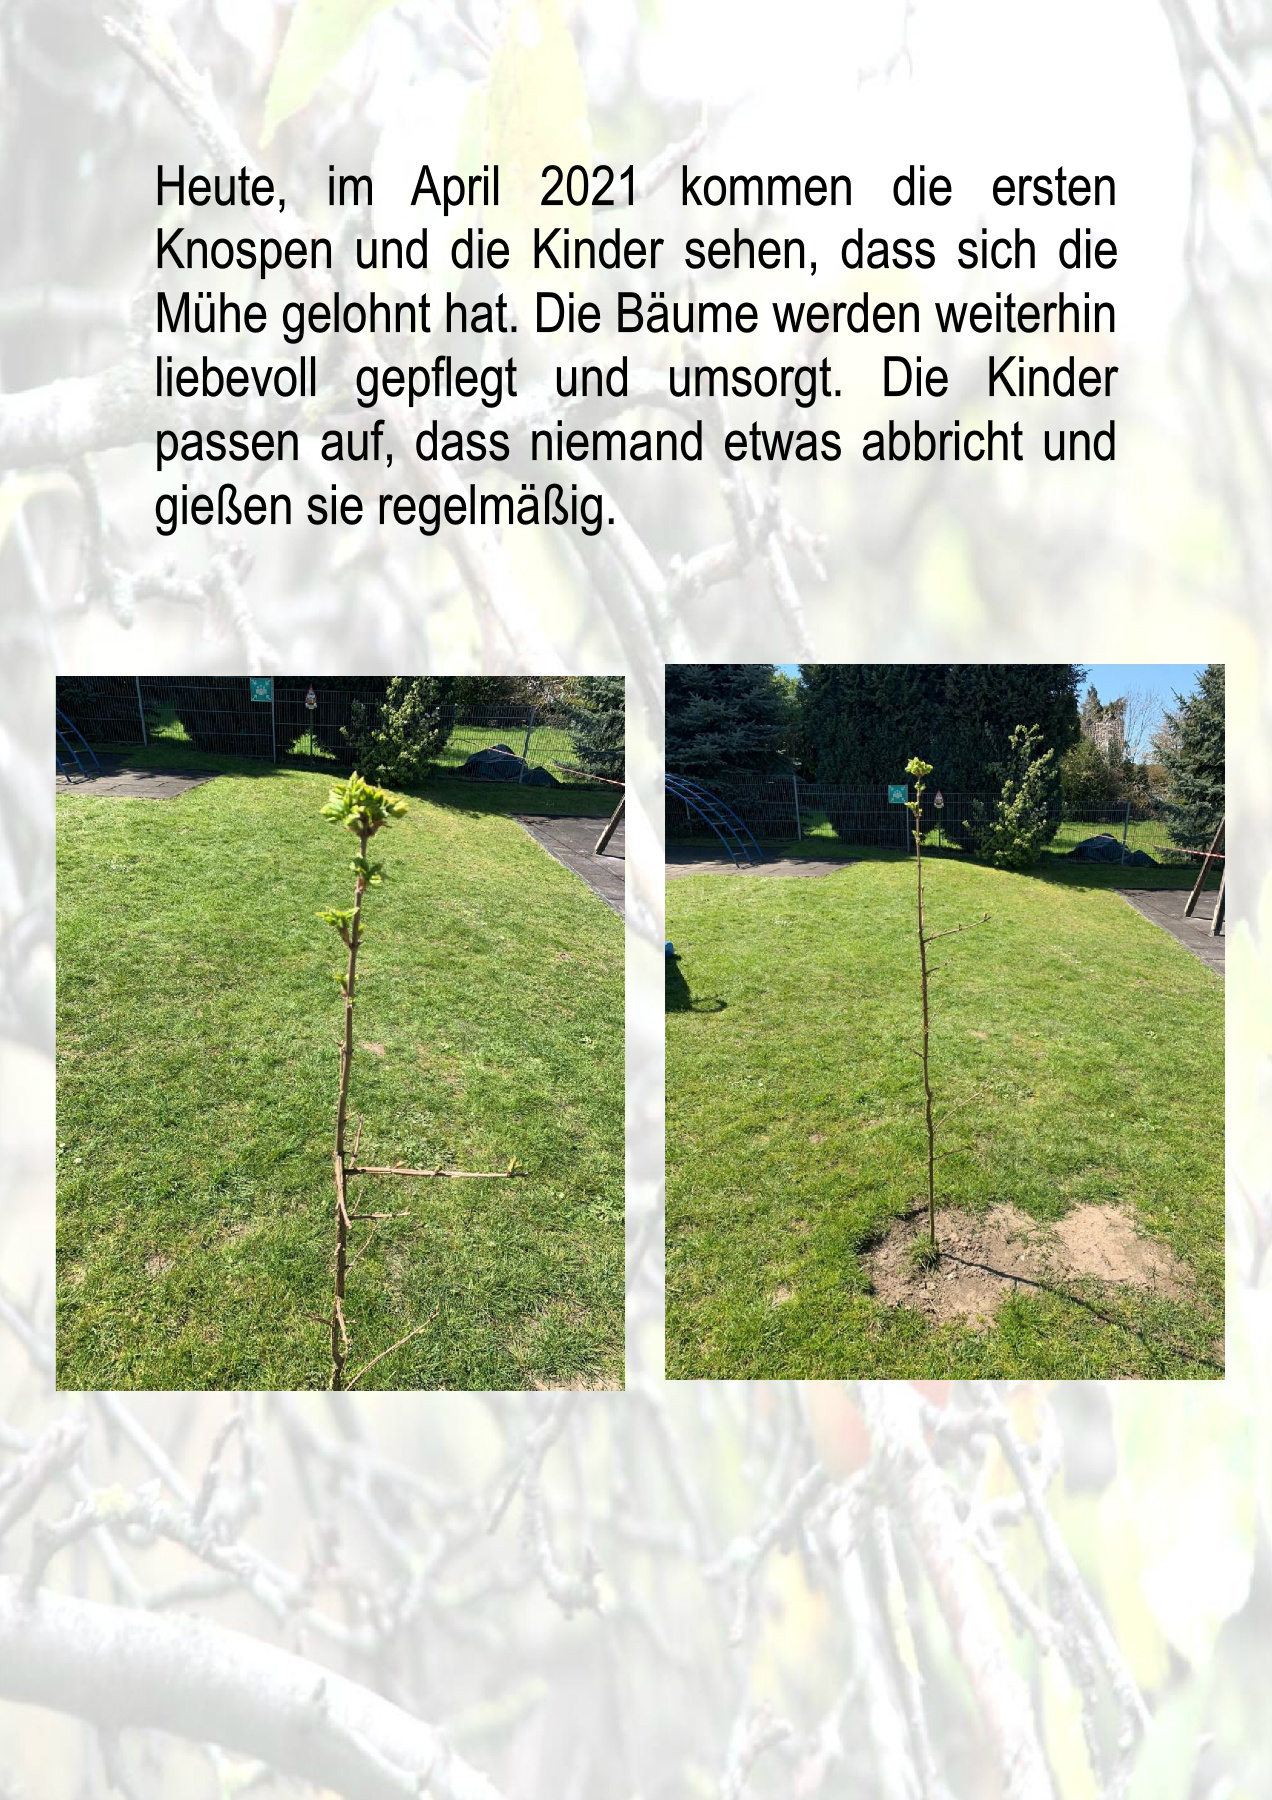 Heute, im April 2021 kommen die ersten
Knospen und die Kinder sehen, dass sich die
Mühe gelohnt hat. Die Bäume werden weiterhin
liebevoll gepflegt und umsorgt. Die Kinder
passen auf, dass niemand etwas abbricht und
gießen sie regelmäßig.